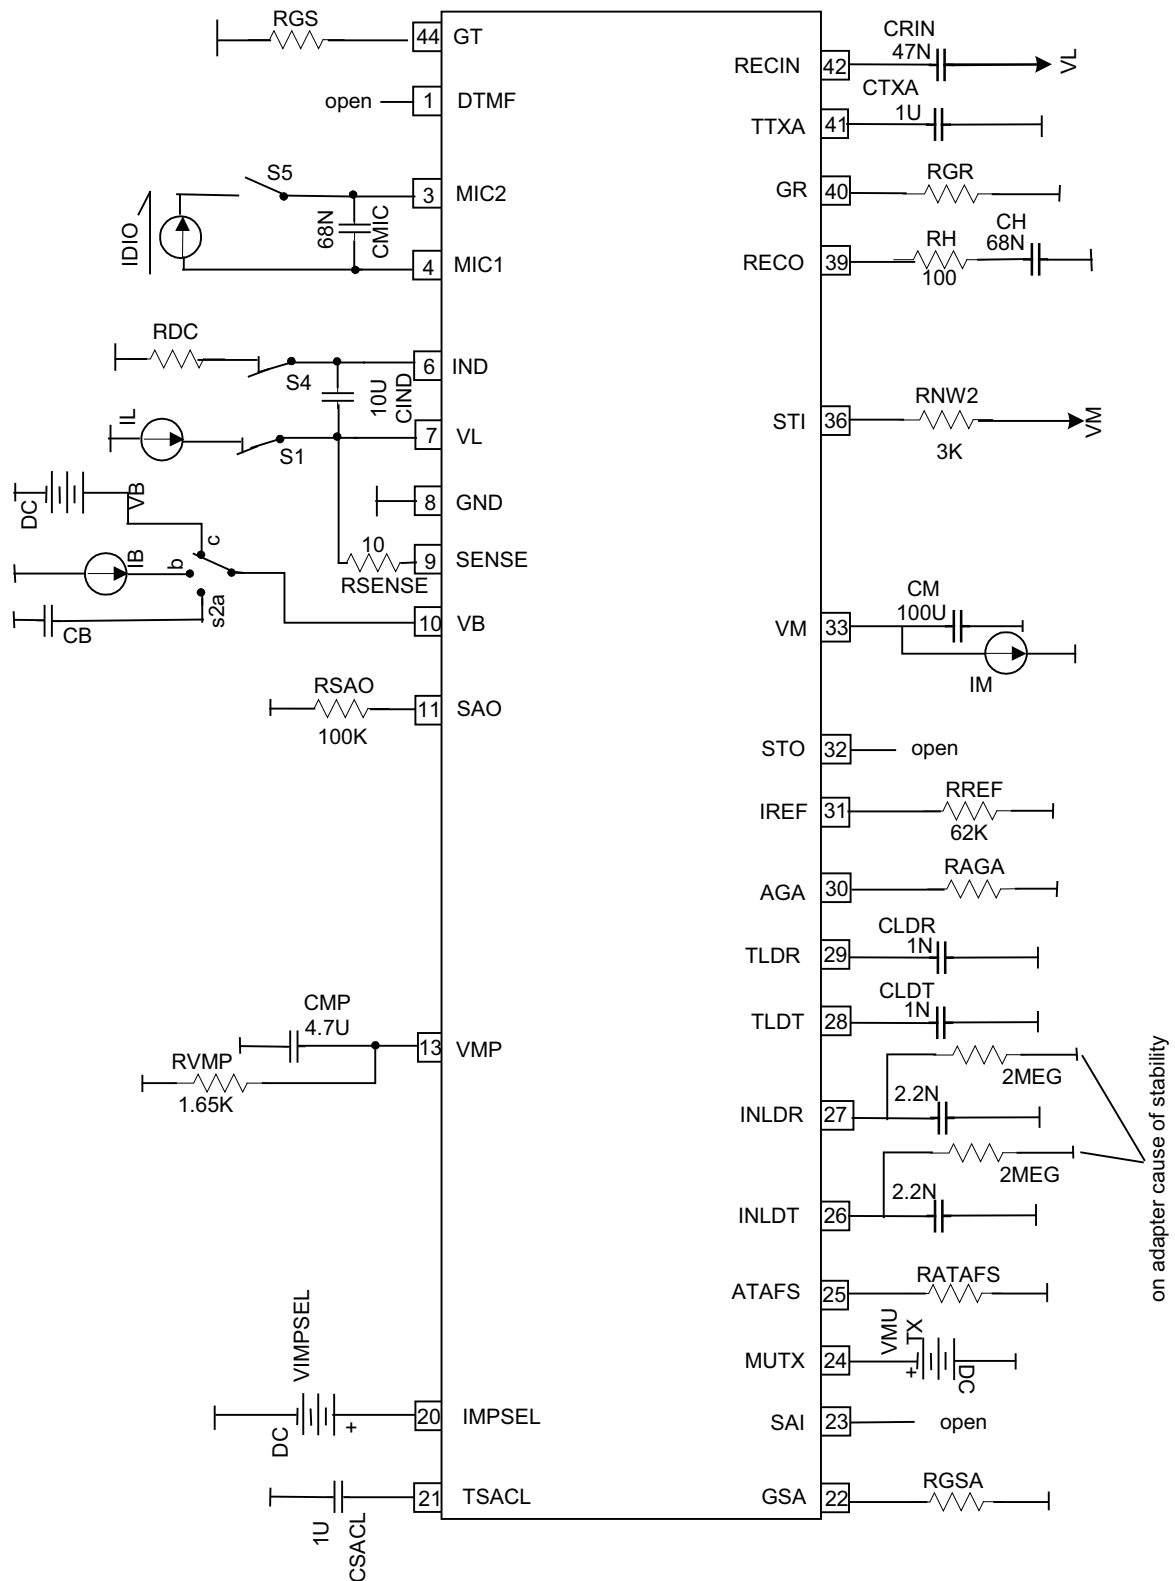 RGS
44 GT
open 1 DTMF
S5
3 MIC2
IDIO
68N
CMIC
4 MIC1
RDC
6 IND
S4
10U
CIND
IL
7 VL
S1
DC
VB
8 GND
10
9 SENSE
RSENSE
IB
b
c
s2a
CB
10 VB
RSAO
11 SAO
100K
CMP
4.7U
13 VMP
RVMP
1.65K
VIMPSEL
DC
+
20 IMPSEL
21 TSACL
1U
CSACL
CRIN
47N
RECIN 42
VL
CTXA
1U
TTXA 41
RGR
GR 40
CH
68N
RH
RECO 39
100
RNW2
STI 36
VM
3K
CM
100U
VM 33
IM
STO 32 open
RREF
IREF 31
62K
RAGA
AGA 30
CLDR
1N
TLDR 29
CLDT
1N
TLDT 28
2MEG
2.2N
INLDR 27
2MEG
2.2N
INLDT 26
on adapter cause of stability
RATAFS
ATAFS 25
VMU
TX
MUTX 24
+
DC
SAI 23 open
RGSA
GSA 22